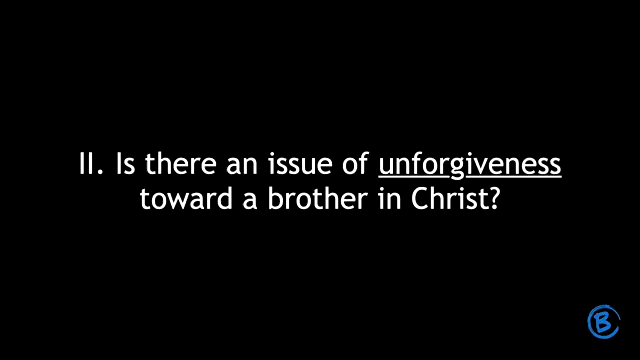 II. Is there an issue of unforgiveness
toward a brother in Christ?
B